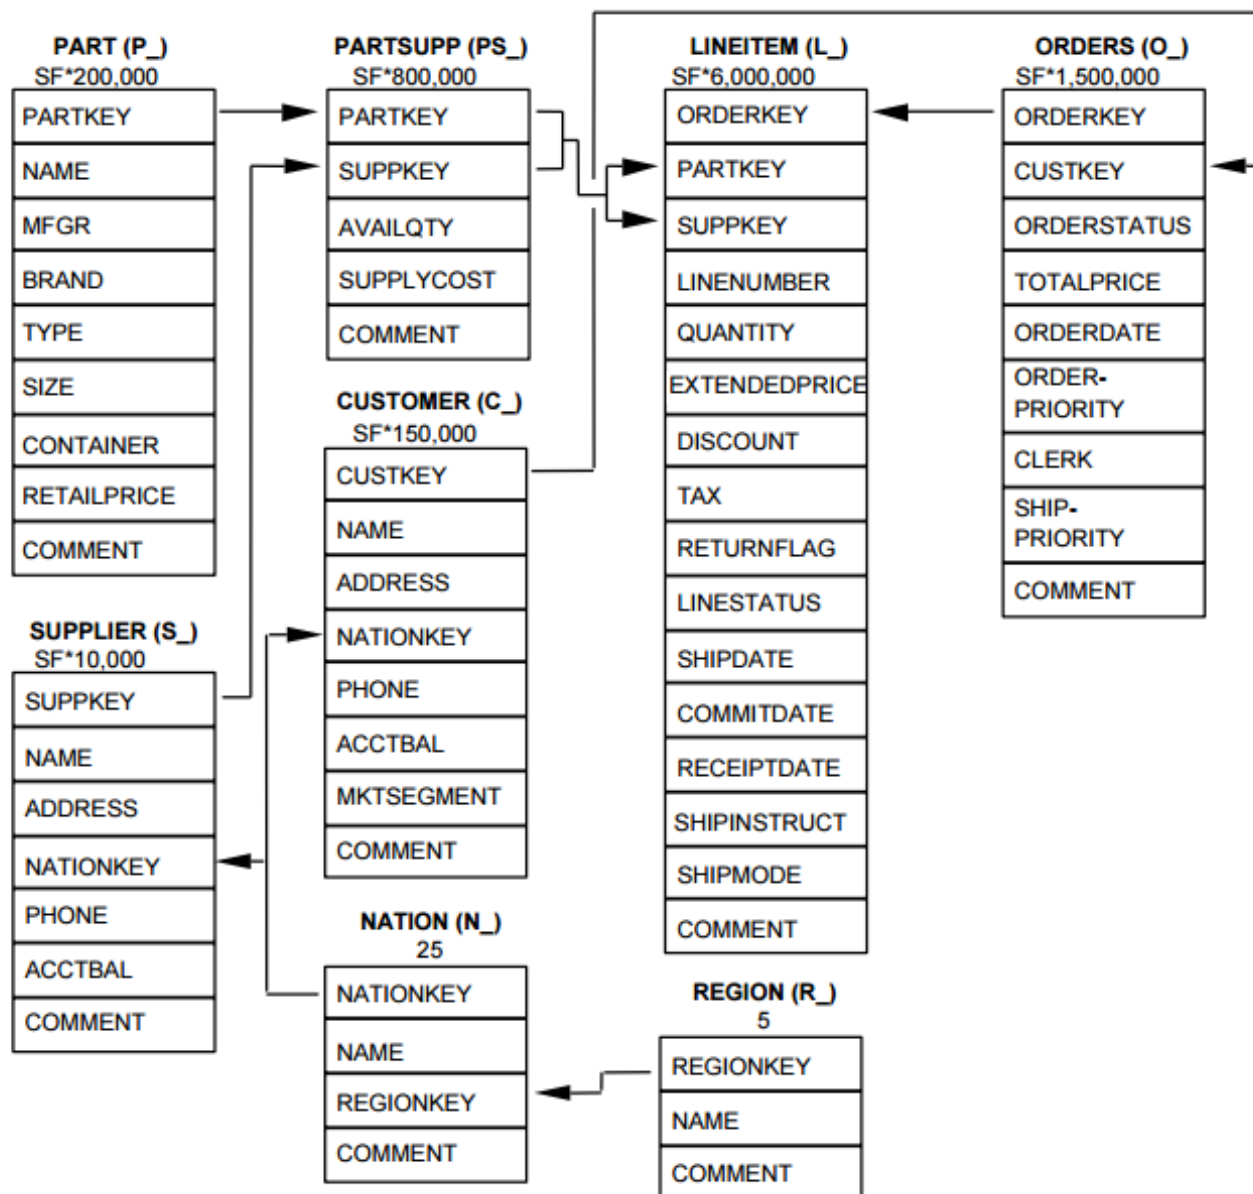 PART (P_)
SF*200,000
PARTKEY
NAME
MFGR
BRAND
TYPE
SIZE
CONTAINER
RETAILPRICE
COMMENT
SUPPLIER (S_)
SF*10,000
SUPPKEY
NAME
ADDRESS
NATIONKEY
PHONE
ACCTBAL
COMMENT
PARTSUPP (PS_)
SF*800,000
PARTKEY
SUPPKEY
AVAILQTY
SUPPLYCOST
COMMENT
CUSTOMER (C_)
SF*150,000
CUSTKEY
NAME
ADDRESS
NATIONKEY
PHONE
ACCTBAL
MKTSEGMENT
COMMENT
NATION (N_)
25
NATIONKEY
NAME
REGIONKEY
COMMENT
LINEITEM (L_)
SF*6,000,000
ORDERKEY
PARTKEY
SUPPKEY
LINENUMBER
QUANTITY
EXTENDEDPRICE
DISCOUNT
TAX
RETURNFLAG
LINESTATUS
SHIPDATE
COMMITDATE
RECEIPTDATE
SHIPINSTRUCT
SHIPMODE
COMMENT
REGION (R_)
5
REGIONKEY
NAME
COMMENT
ORDERS (O_)
SF*1,500,000
ORDERKEY
CUSTKEY
ORDERSTATUS
TOTALPRICE
ORDERDATE
ORDER-
PRIORITY
CLERK
SHIP-
PRIORITY
COMMENT